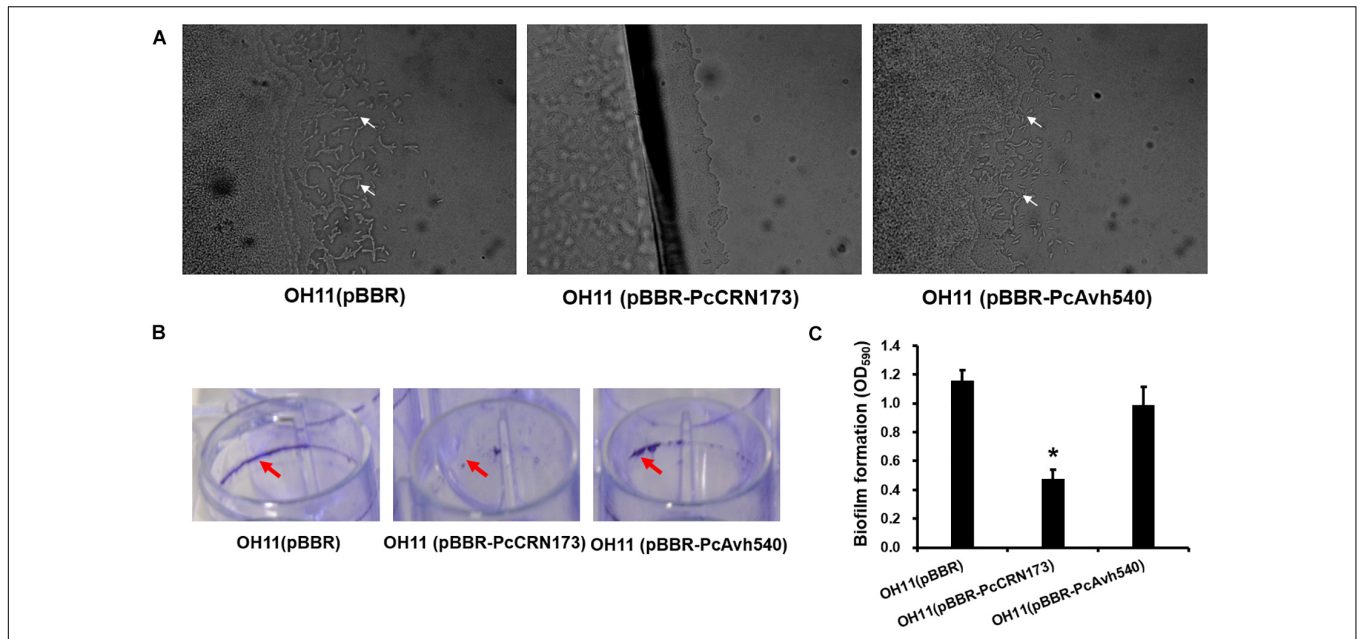 A
OH11(pBBR)
OH11 (pBBR-PcCRN173)
OH11 (pBBR-PcAvh540)
B
OH11(pBBR)
OH11 (pBBR-PcCRN173)
OH11 (pBBR-PcAvh540)
C
Biofilm formation (OD590)
1.4
1.2
1.0
0.8
0.6
0.4
0.2
0.0
*
OH11(pBBR)
OH11(pBBR-PcCRN173)
OH11(pBBR-PcAvh540)